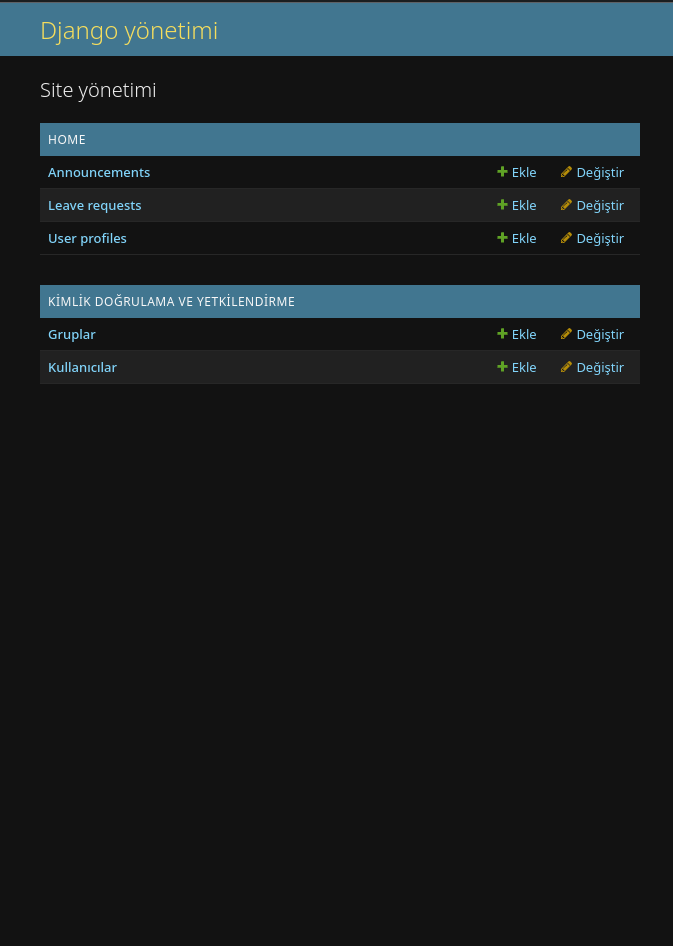 Django yönetimi
Site yönetimi
HOME
Announcements Ekle Değiştir
Leave requests Ekle Değiştir
User profiles Ekle Değiştir
KİMLİK DOĞRULAMA VE YETKİLENDİRME
Gruplar Ekle Değiştir
Kullanıcılar Ekle Değiştir